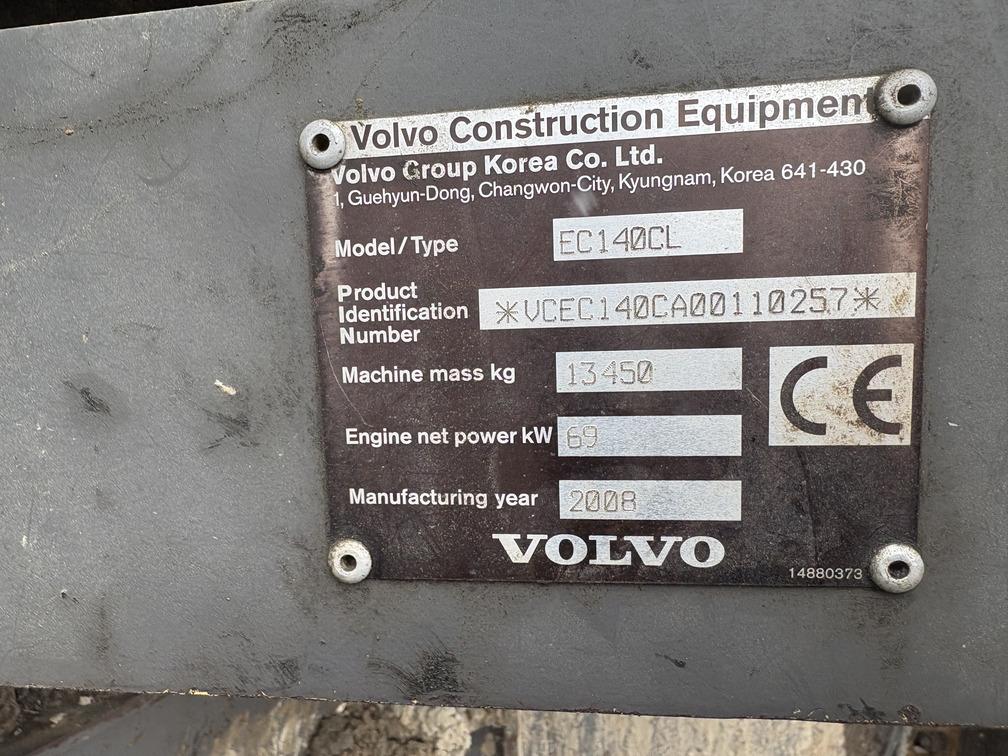 Volvo Construction Equipment
Volvo Group Korea Co. Ltd.
1, Guehyun-Dong, Changwon-City, Kyungnam, Korea 641-430
Model/Type EC140CL
Product
Identification
Number
*VCEC140CA00110257*
Machine mass kg 13450
CE
Engine net power kW 69
Manufacturing year 2008
VOLVO
14880373